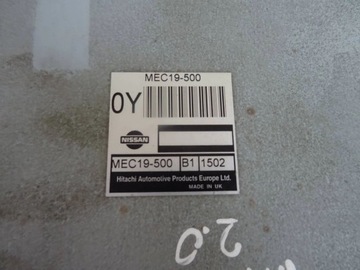 MEC19-500
0Y
NISSAN
MEC19-500 B1 1502
Hitachi Automotive Products Europe Ltd.
MADE IN UK
2.0